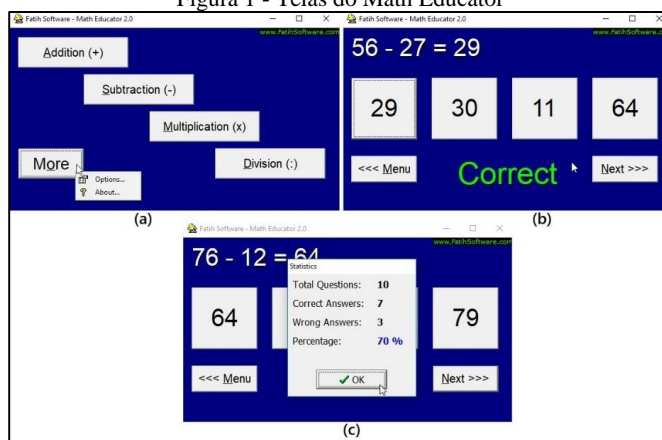 Figura 1 - Telas do Math Educator
Fatih Software - Math Educator 2.0
www.FatihSoftware.com
Addition (+)
Subtraction (-)
Multiplication (x)
Division (:)
More
Options...
About...
(a)
Fatih Software - Math Educator 2.0
www.FatihSoftware.c
56 - 27 = 29
29 30 11 64
<<< Menu
Correct
Next >>>
(b)
Fatih Software - Math Educator 2.0
www.FatihSoftware.com
76 - 12 = 64
Statistics
Total Questions: 10
Correct Answers: 7
Wrong Answers: 3
Percentage: 70 %
OK
64 79
<<< Menu
Next >>>
(c)